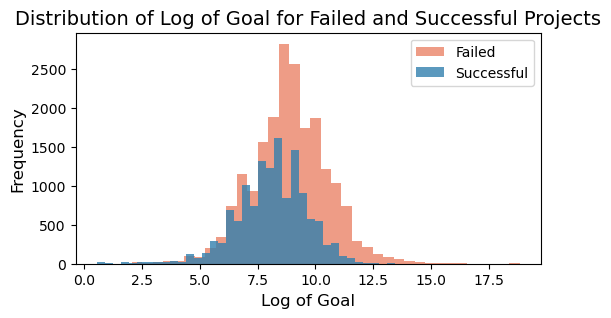 Distribution of Log of Goal for Failed and Successful Projects
Failed
Successful
Frequency
2500
2000
1500
1000
500
0
0.0 2.5 5.0 7.5 10.0 12.5 15.0 17.5
Log of Goal